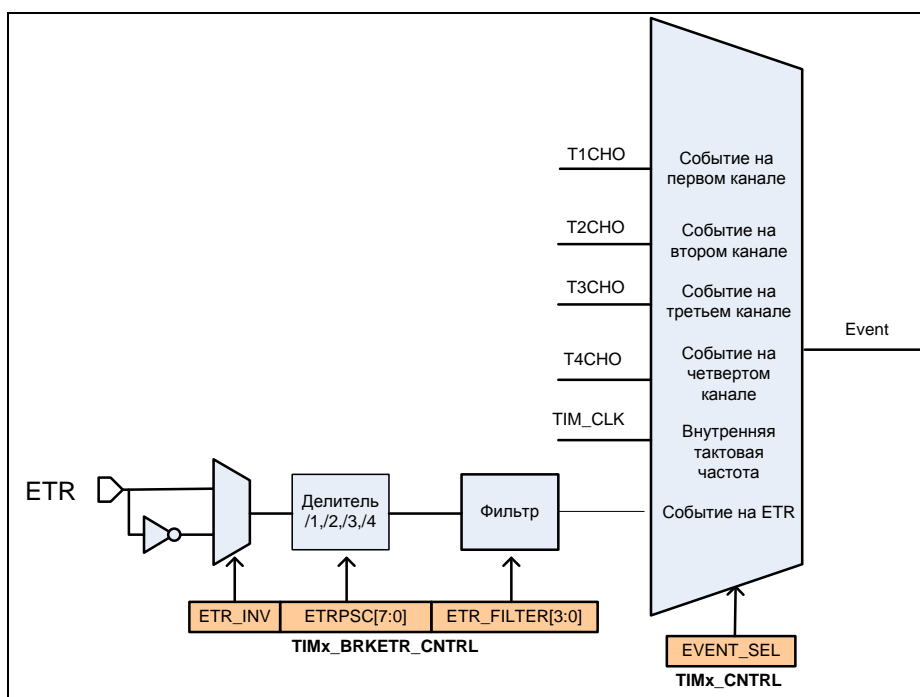 T1CHO
Событие на
первом канале
T2CHO
Событие на
втором канале
T3CHO
Событие на
третьем канале
Event
T4CHO
Событие на
четвертом
канале
TIM_CLK
Внутренняя
тактовая
частота
ETR
Делитель
/1,/2,/3,/4
Фильтр
Событие на ETR
ETR_INV
ETRPSC[7:0]
ETR_FILTER[3:0]
TIMx_BRKETR_CNTRL
EVENT_SEL
TIMx_CNTRL